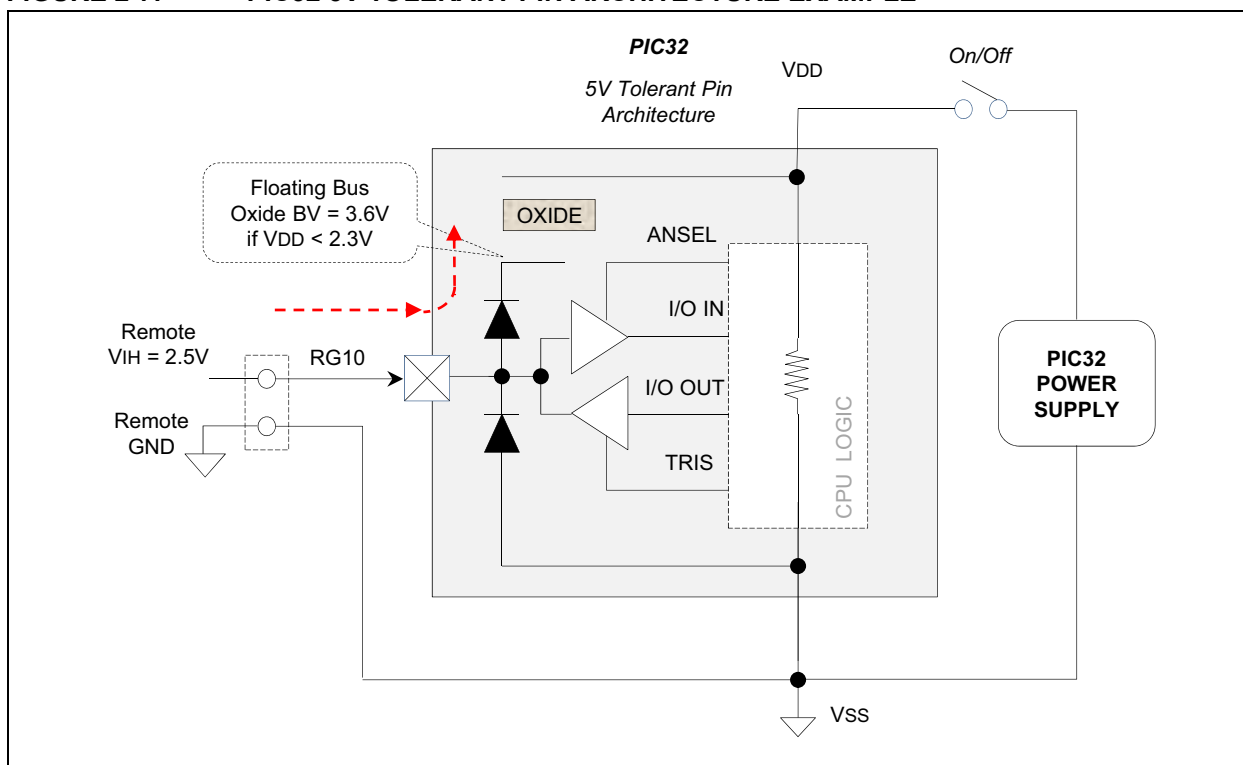 PIC32
5V Tolerant Pin
Architecture
VDD
On/Off
Floating Bus
Oxide BV = 3.6V
if VDD < 2.3V
OXIDE
ANSEL
I/O IN
I/O OUT
TRIS
CPU LOGIC
Remote
VIH = 2.5V
RG10
Remote
GND
PIC32
POWER
SUPPLY
VSS